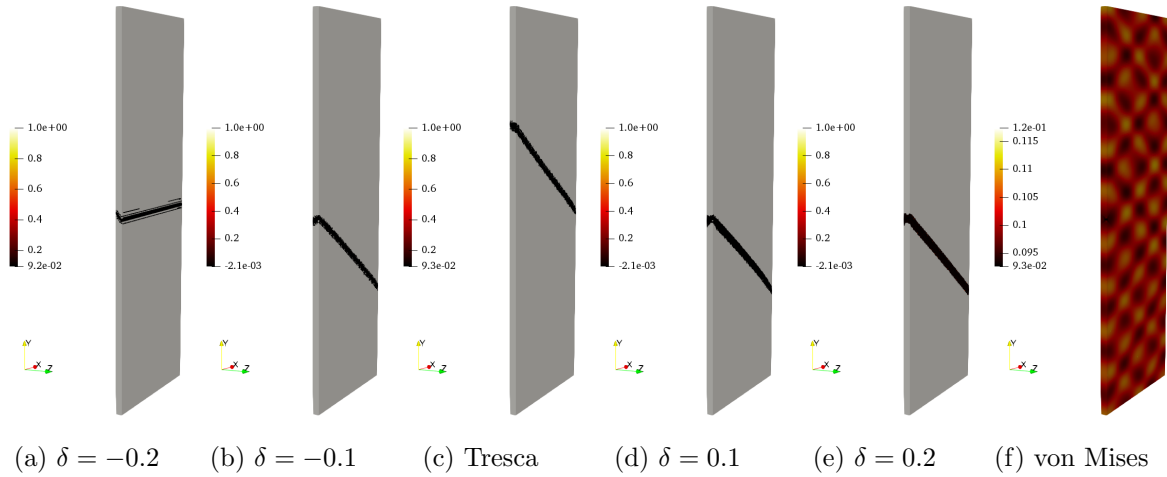 1.0e+00
0.8
0.6
0.4
0.2
9.2e-02
Y
X
Z
(a) δ = −0.2
1.0e+00
0.8
0.6
0.4
0.2
-2.1e-03
Y
X
Z
(b) δ = −0.1
1.0e+00
0.8
0.6
0.4
0.2
9.3e-02
Y
X
Z
(c) Tresca
1.0e+00
0.8
0.6
0.4
0.2
-2.1e-03
Y
X
Z
(d) δ = 0.1
1.0e+00
0.8
0.6
0.4
0.2
9.3e-02
Y
X
Z
(e) δ = 0.2
1.2e-01
0.115
0.11
0.105
0.1
0.095
9.3e-02
Y
X
Z
(f) von Mises